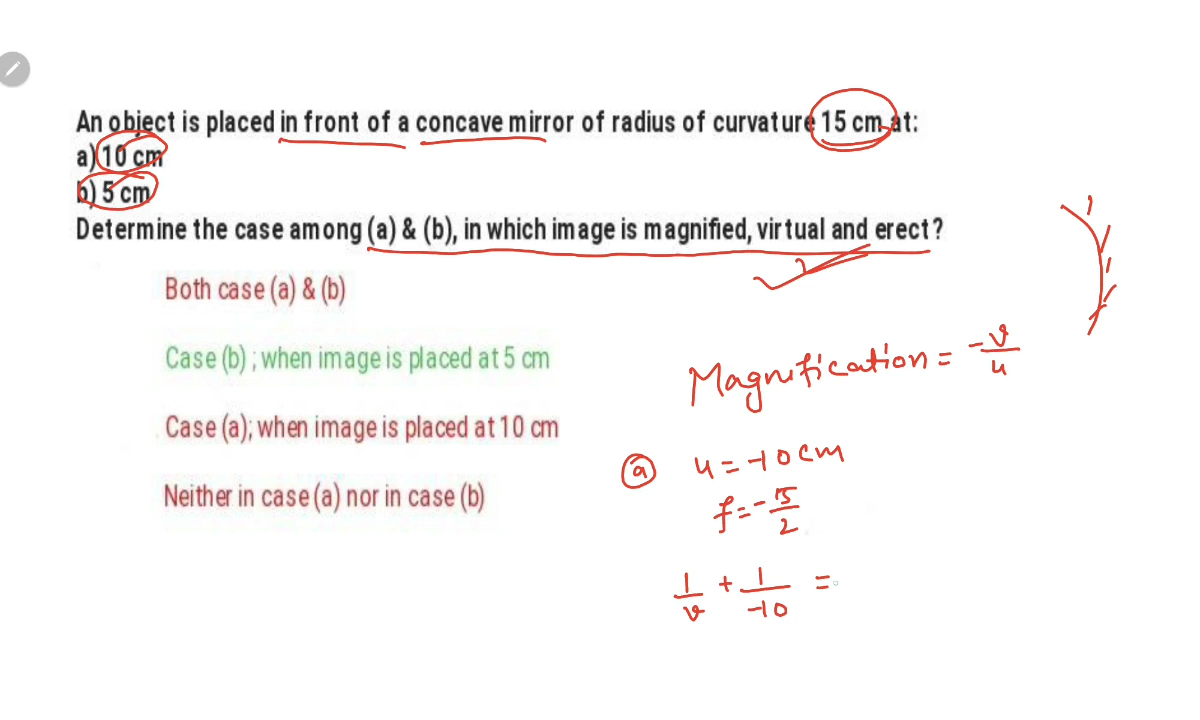 An object is placed in front of a concave mirror of radius of curvature 15 cm at:
a) 10 cm
b) 5 cm
Determine the case among (a) & (b), in which image is magnified, virtual and erect?
Both case (a) & (b)
Case (b) ; when image is placed at 5 cm
Case (a); when image is placed at 10 cm
Neither in case (a) nor in case (b)
Magnification = -v/u
(a) u = -10 cm
f = -15/2
1/v + 1/-10 =